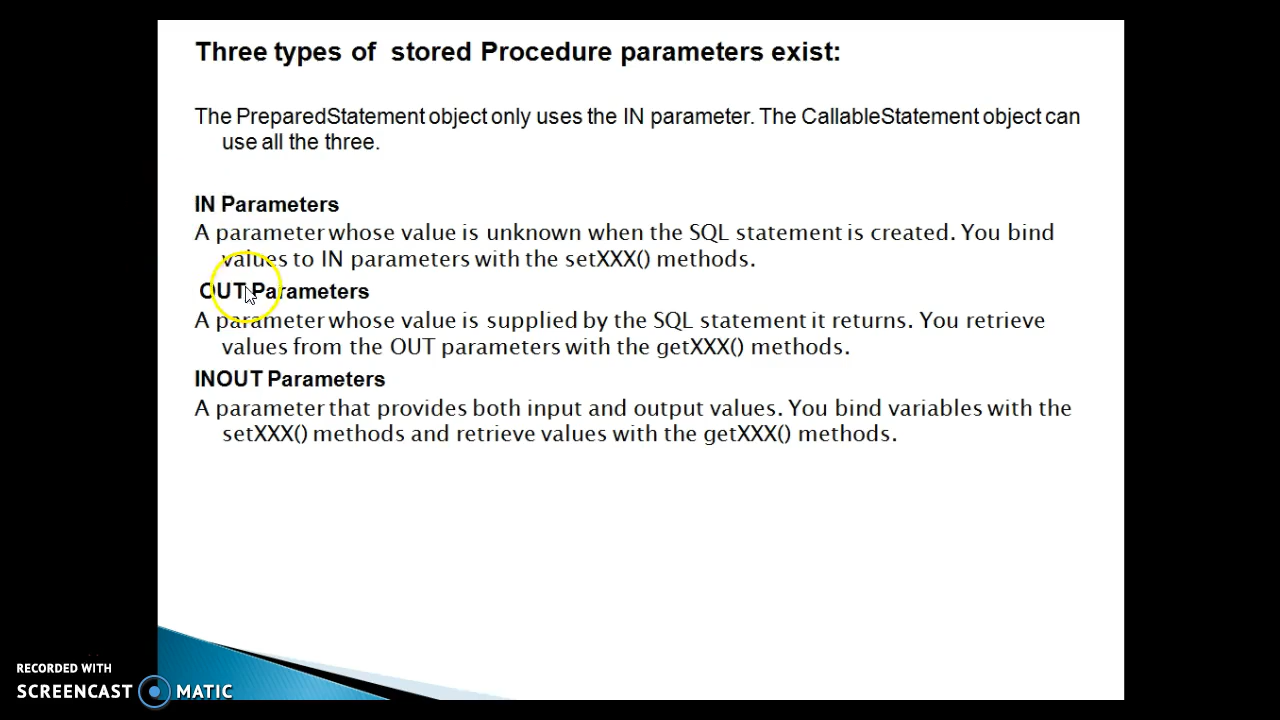 Three types of stored Procedure parameters exist:
The PreparedStatement object only uses the IN parameter. The CallableStatement object can
use all the three.
IN Parameters
A parameter whose value is unknown when the SQL statement is created. You bind
values to IN parameters with the setXXX() methods.
OUT Parameters
A parameter whose value is supplied by the SQL statement it returns. You retrieve
values from the OUT parameters with the getXXX() methods.
INOUT Parameters
A parameter that provides both input and output values. You bind variables with the
setXXX() methods and retrieve values with the getXXX() methods.
RECORDED WITH
SCREENCAST MATIC